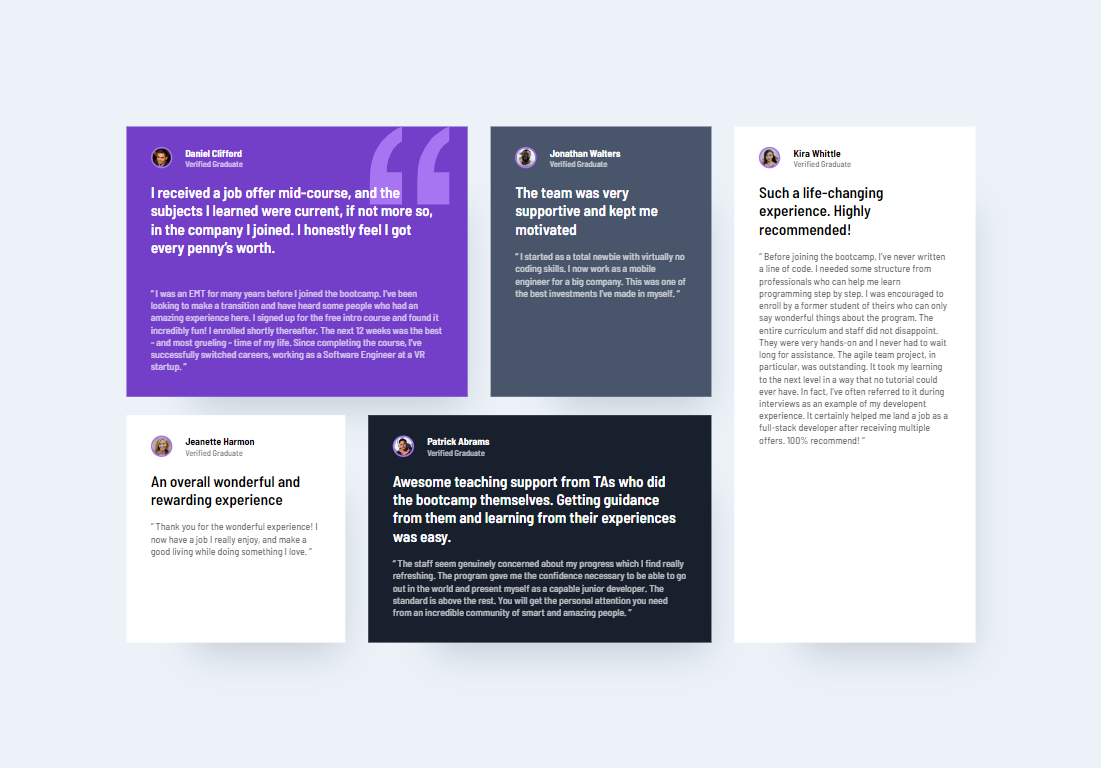 Daniel Clifford
Verified Graduate
I received a job offer mid-course, and the
subjects I learned were current, if not more so,
in the company I joined. I honestly feel I got
every penny’s worth.
“ I was an EMT for many years before I joined the bootcamp. I’ve been
looking to make a transition and have heard some people who had an
amazing experience here. I signed up for the free intro course and found it
incredibly fun! I enrolled shortly thereafter. The next 12 weeks was the best
– and most grueling – time of my life. Since completing the course, I’ve
successfully switched careers, working as a Software Engineer at a VR
startup. ”
Jonathan Walters
Verified Graduate
The team was very
supportive and kept me
motivated
“ I started as a total newbie with virtually no
coding skills. I now work as a mobile
engineer for a big company. This was one of
the best investments I’ve made in myself. ”
Kira Whittle
Verified Graduate
Such a life-changing
experience. Highly
recommended!
“ Before joining the bootcamp, I’ve never written
a line of code. I needed some structure from
professionals who can help me learn
programming step by step. I was encouraged to
enroll by a former student of theirs who can only
say wonderful things about the program. The
entire curriculum and staff did not disappoint.
They were very hands-on and I never had to wait
long for assistance. The agile team project, in
particular, was outstanding. It took my learning
to the next level in a way that no tutorial could
ever have. In fact, I’ve often referred to it during
interviews as an example of my developent
experience. It certainly helped me land a job as a
full-stack developer after receiving multiple
offers. 100% recommend! ”
Jeanette Harmon
Verified Graduate
An overall wonderful and
rewarding experience
“ Thank you for the wonderful experience! I
now have a job I really enjoy, and make a
good living while doing something I love. ”
Patrick Abrams
Verified Graduate
Awesome teaching support from TAs who did
the bootcamp themselves. Getting guidance
from them and learning from their experiences
was easy.
“ The staff seem genuinely concerned about my progress which I find really
refreshing. The program gave me the confidence necessary to be able to go
out in the world and present myself as a capable junior developer. The
standard is above the rest. You will get the personal attention you need
from an incredible community of smart and amazing people. ”